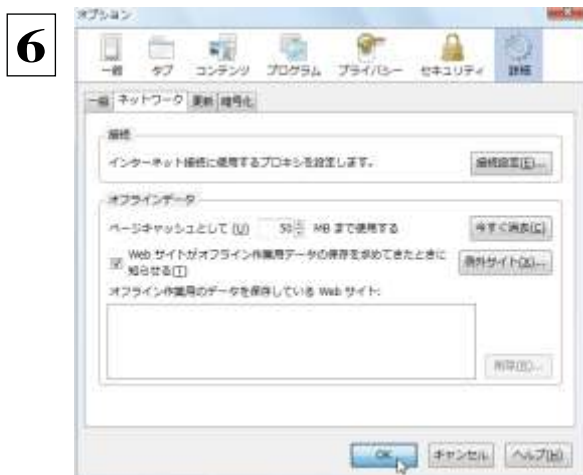 6
オプション
一般 タブ コンテンツ プログラム プライバシー セキュリティ 詳細
一般 ネットワーク 更新 暗号化
接続
インターネット接続に使用するプロキシを設定します。 接続設定(E)...
オフラインデータ
ページキャッシュとして(U) 50 MB まで使用する 今すぐ消去(C)
Web サイトがオフライン作業用データの保存を求めてきたときに
知らせる(T) 例外サイト(X)...
オフライン作業用のデータを保存している Web サイト:
削除(R)...
OK キャンセル ヘルプ(H)